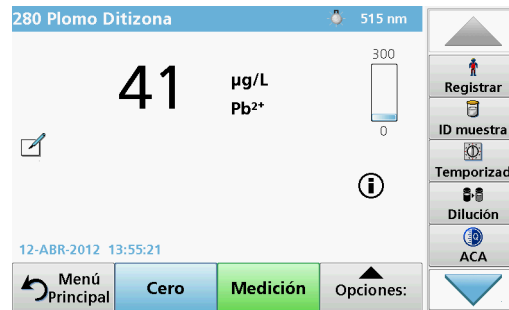 280 Plomo Ditizona
515 nm
300
41
µg/L
Pb²⁺
0
12-ABR-2012 13:55:21
Menú
Principal
Cero
Medición
Opciones:
Registrar
ID muestra
Temporizad
Dilución
ACA